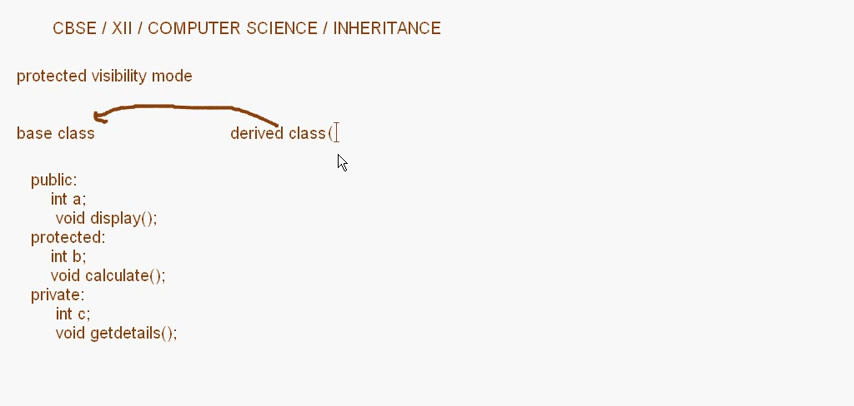 CBSE / XII / COMPUTER SCIENCE / INHERITANCE
protected visibility mode
base class derived class(
public:
int a;
void display();
protected:
int b;
void calculate();
private:
int c;
void getdetails();